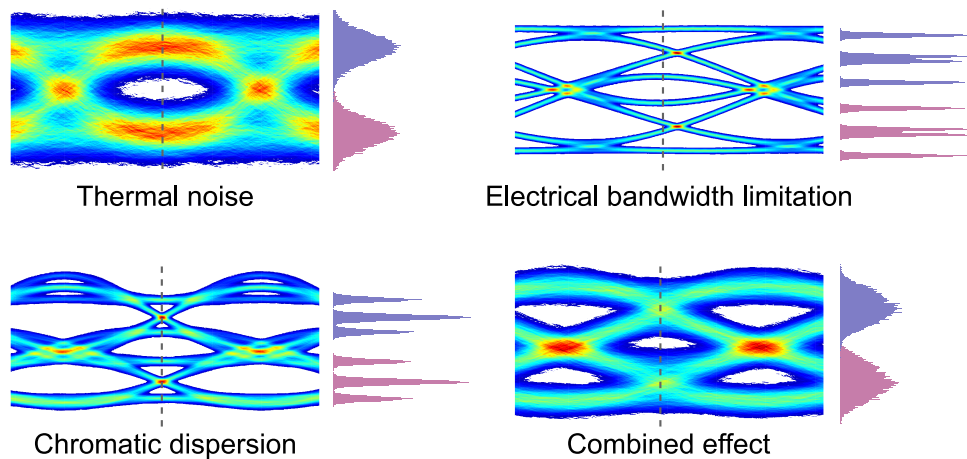 Thermal noise
Electrical bandwidth limitation
Chromatic dispersion
Combined effect